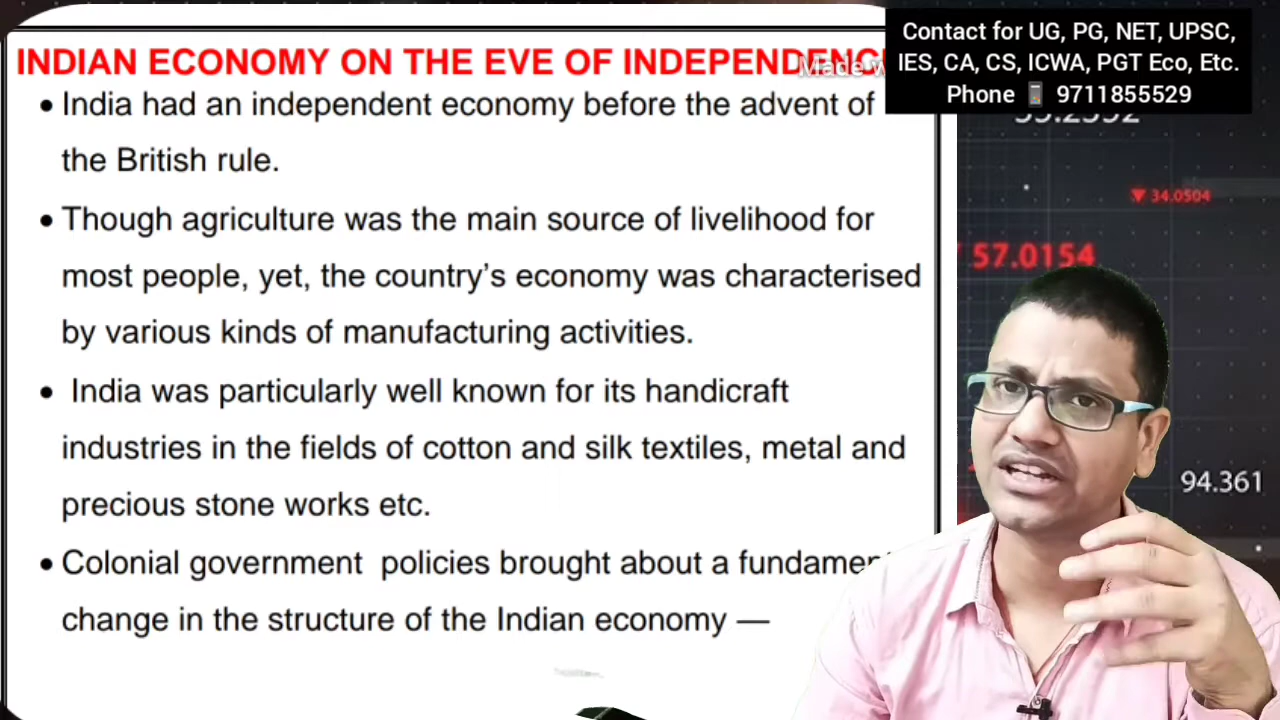 INDIAN ECONOMY ON THE EVE OF
• India had an independent economy before the advent of
the British rule.
• Though agriculture was the main source of livelihood for
most people, yet, the country’s economy was characterised
by various kinds of manufacturing activities.
• India was particularly well known for its handicraft
industries in the fields of cotton and silk textiles, metal and
precious stone works etc.
• Colonial government policies brought about a
change in the structure of the Indian economy —
Contact for UG, PG, NET, UPSC,
IES, CA, CS, ICWA, PGT Eco, Etc.
Phone 9711855529
Made
34.0504
57.0154
94.361